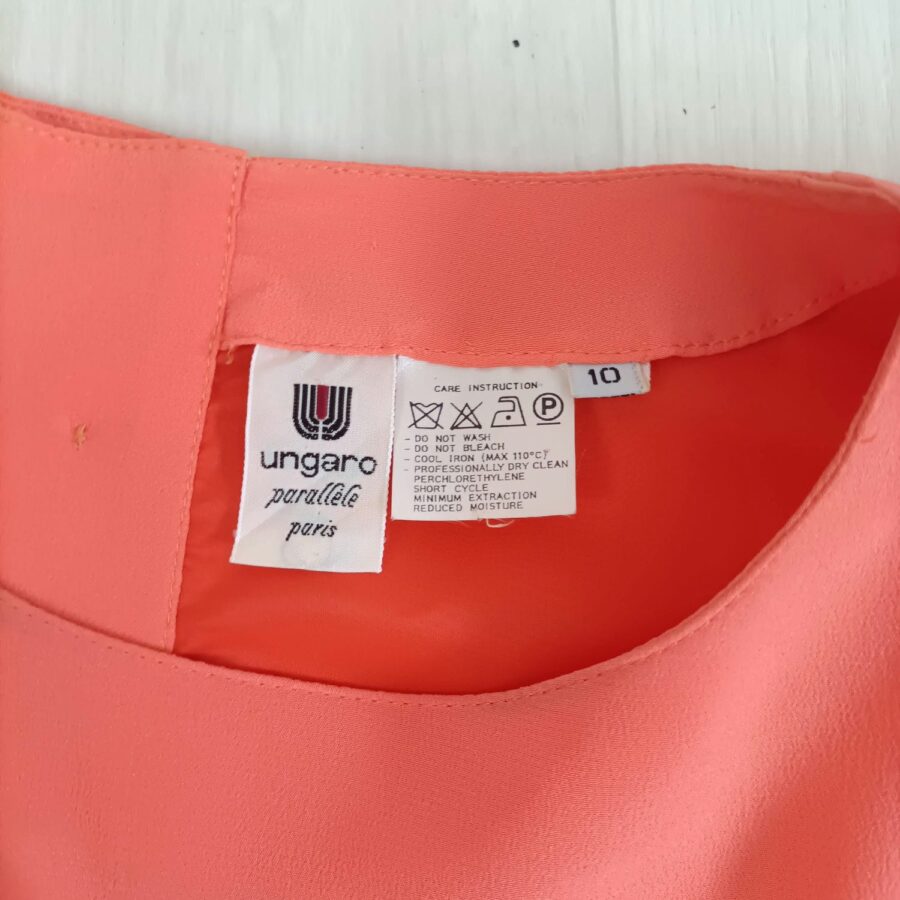 ungaro
parallèle
paris
CARE INSTRUCTION
P
- DO NOT WASH
- DO NOT BLEACH
- COOL IRON (MAX 110°C)
- PROFESSIONALLY DRY CLEAN
PERCHLORETHYLENE
SHORT CYCLE
MINIMUM EXTRACTION
REDUCED MOISTURE
10